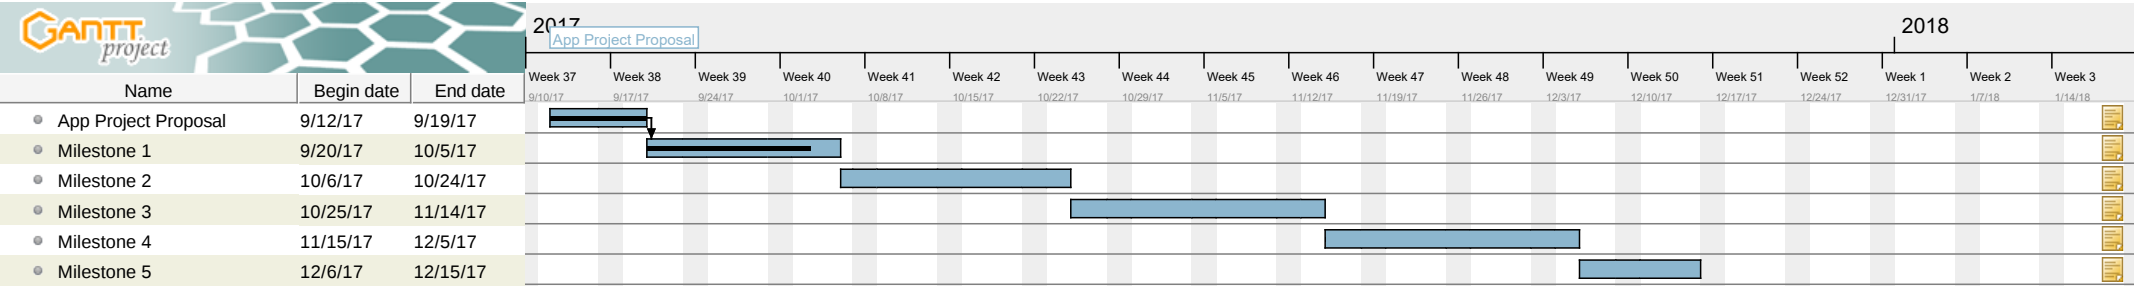 GANTT
project
2017
2018
App Project Proposal
Week 37 Week 38 Week 39 Week 40 Week 41 Week 42 Week 43 Week 44 Week 45 Week 46 Week 47 Week 48 Week 49 Week 50 Week 51 Week 52 Week 1 Week 2 Week 3
Name Begin date End date
9/10/17 9/17/17 9/24/17 10/1/17 10/8/17 10/15/17 10/22/17 10/29/17 11/5/17 11/12/17 11/19/17 11/26/17 12/3/17 12/10/17 12/17/17 12/24/17 12/31/17 1/7/18 1/14/18
App Project Proposal 9/12/17 9/19/17
Milestone 1 9/20/17 10/5/17
Milestone 2 10/6/17 10/24/17
Milestone 3 10/25/17 11/14/17
Milestone 4 11/15/17 12/5/17
Milestone 5 12/6/17 12/15/17